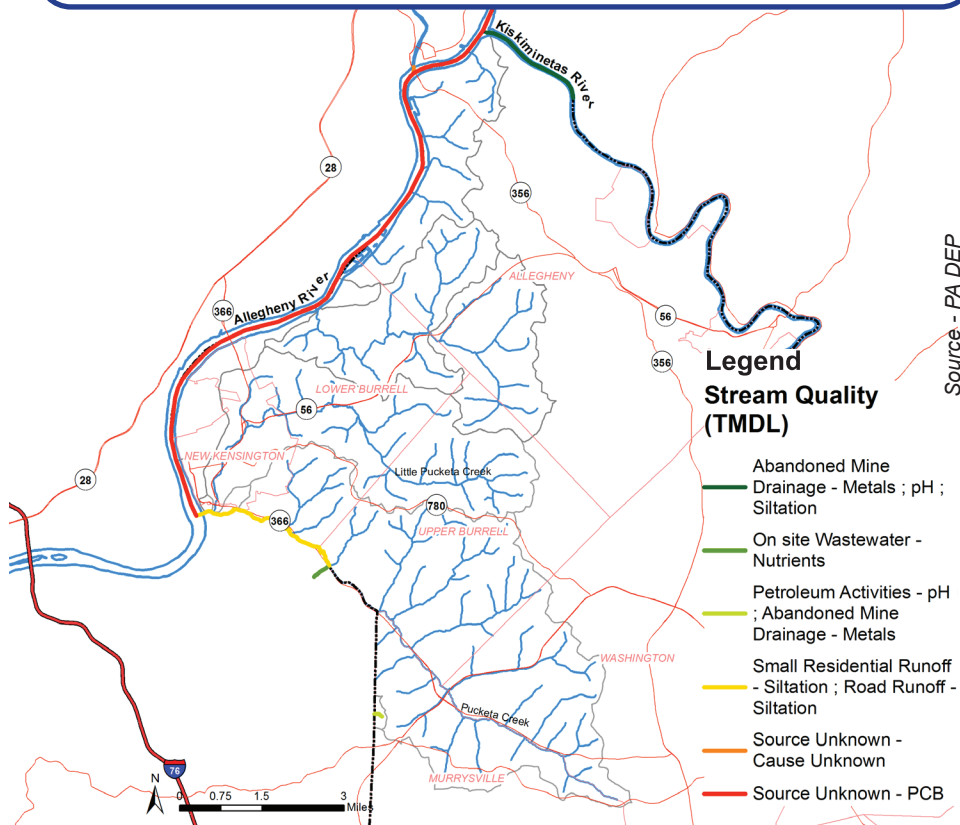 Kiskiminetas River
28
356
ALLEGHENY
Allegheny River
366
56
356
LOWER BURRELL
56
NEW KENSINGTON
Little Pucketa Creek
28
780
366
UPPER BURRELL
WASHINGTON
Pucketa Creek
76
MURRYSVILLE
N
0 0.75 1.5 3
Miles
Legend
Stream Quality
(TMDL)
Abandoned Mine
Drainage - Metals ; pH ;
Siltation
On site Wastewater -
Nutrients
Petroleum Activities - pH
; Abandoned Mine
Drainage - Metals
Small Residential Runoff
- Siltation ; Road Runoff -
Siltation
Source Unknown -
Cause Unknown
Source Unknown - PCB
Source - PA DEP